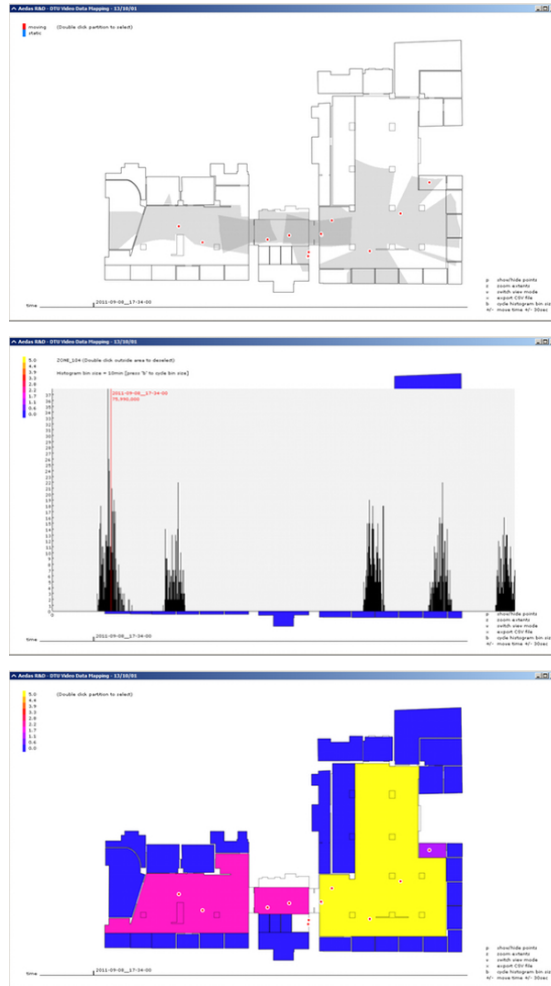 Aedas R&D - DTU Video Data Mapping - 13/10/01
moving (Double click partition to select)
static
p show/hide points
z zoom extents
v switch view mode
x export CSV file
b cycle histogram bin size
+/- move time +/- 30sec
time 2011-09-08__17-34-00
Aedas R&D - DTU Video Data Mapping - 13/10/01
5.0 ZONE_104 (Double click outside area to deselect)
4.4
3.9
3.3 Histogram bin size = 10min [press 'b' to cycle bin size]
2.8
2.2
1.7
1.1
0.6
0.0
2011-09-08__17-34-00
p show/hide points
z zoom extents
v switch view mode
x export CSV file
b cycle histogram bin size
+/- move time +/- 30sec
time 2011-09-08__17-34-00
Aedas R&D - DTU Video Data Mapping - 13/10/01
5.0 (Double click partition to select)
4.4
3.9
3.3
2.8
2.2
1.7
1.1
0.6
0.0
p show/hide points
z zoom extents
v switch view mode
x export CSV file
b cycle histogram bin size
+/- move time +/- 30sec
time 2011-09-08__17-34-00